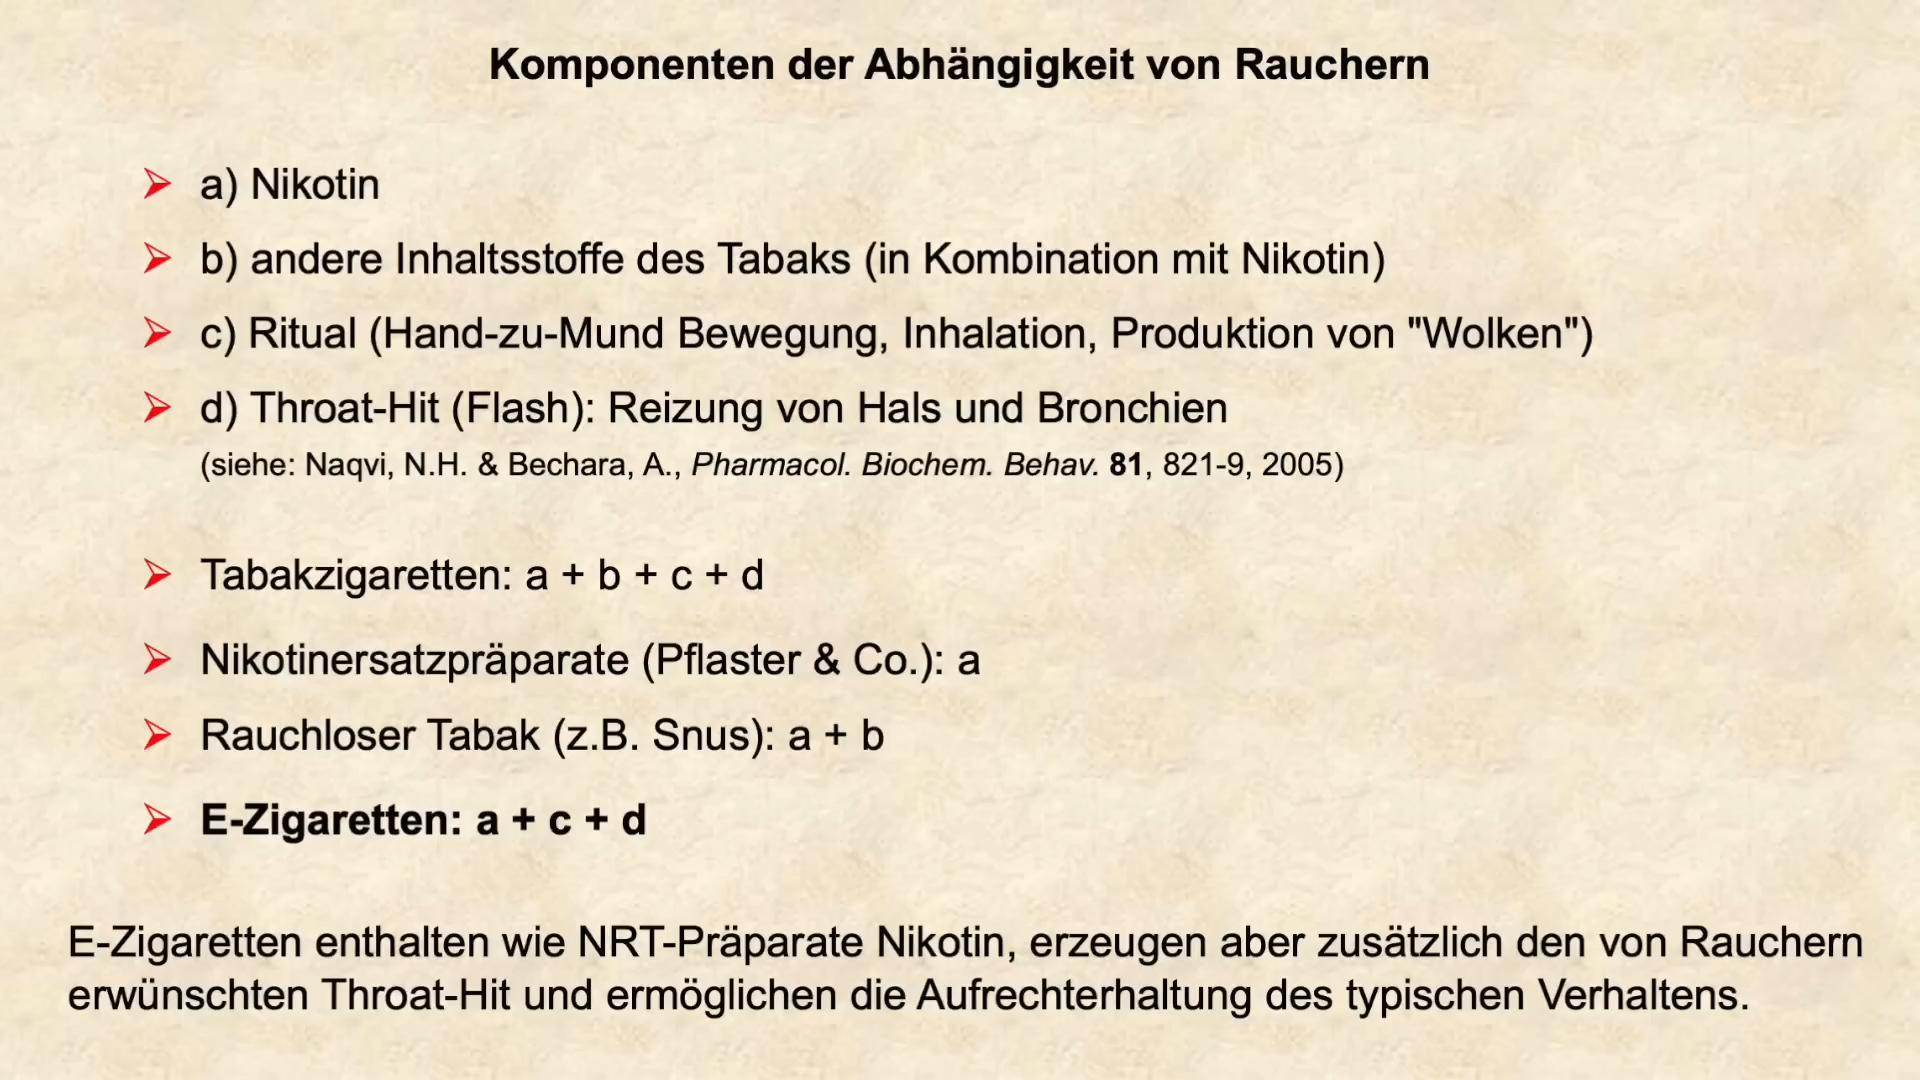 Komponenten der Abhängigkeit von Rauchern
a) Nikotin
b) andere Inhaltsstoffe des Tabaks (in Kombination mit Nikotin)
c) Ritual (Hand-zu-Mund Bewegung, Inhalation, Produktion von "Wolken")
d) Throat-Hit (Flash): Reizung von Hals und Bronchien
(siehe: Naqvi, N.H. & Bechara, A., Pharmacol. Biochem. Behav. 81, 821-9, 2005)
Tabakzigaretten: a + b + c + d
Nikotinersatzpräparate (Pflaster & Co.): a
Rauchloser Tabak (z.B. Snus): a + b
E-Zigaretten: a + c + d
E-Zigaretten enthalten wie NRT-Präparate Nikotin, erzeugen aber zusätzlich den von Rauchern
erwünschten Throat-Hit und ermöglichen die Aufrechterhaltung des typischen Verhaltens.